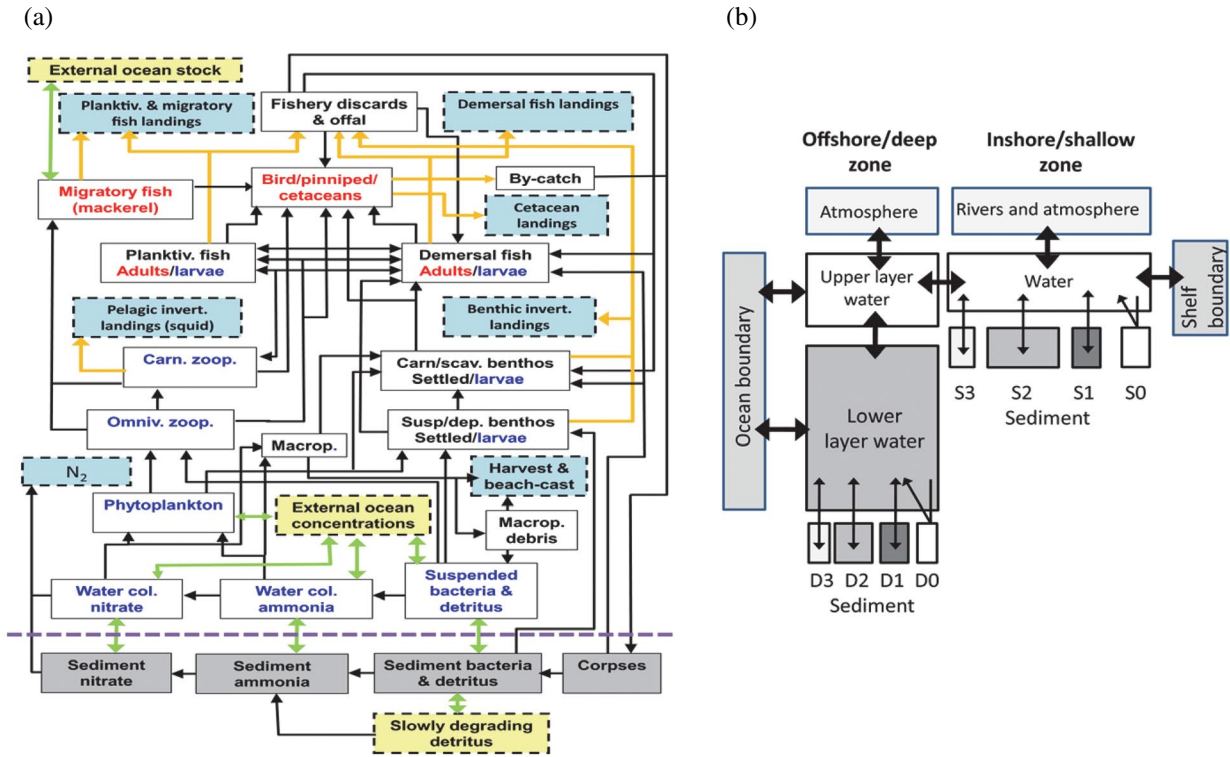 (a)
(b)
External ocean stock
Planktiv. & migratory
fish landings
Fishery discards
& offal
Demersal fish landings
Migratory fish
(mackerel)
Bird/pinniped/
cetaceans
By-catch
Cetacean
landings
Planktiv. fish
Adults/larvae
Demersal fish
Adults/larvae
Pelagic invert.
landings (squid)
Benthic invert.
landings
Carn. zoop.
Carn/scav. benthos
Settled/larvae
Omniv. zoop.
Macrop.
Susp/dep. benthos
Settled/larvae
N2
Harvest &
beach-cast
Phytoplankton
External ocean
concentrations
Macrop.
debris
Water col.
nitrate
Water col.
ammonia
Suspended
bacteria &
detritus
Sediment
nitrate
Sediment
ammonia
Sediment bacteria
& detritus
Corpses
Slowly degrading
detritus
Offshore/deep
zone
Inshore/shallow
zone
Atmosphere
Rivers and atmosphere
Ocean boundary
Upper layer
water
Water
Shelf
boundary
S3 S2 S1 S0
Sediment
Lower
layer water
D3 D2 D1 D0
Sediment